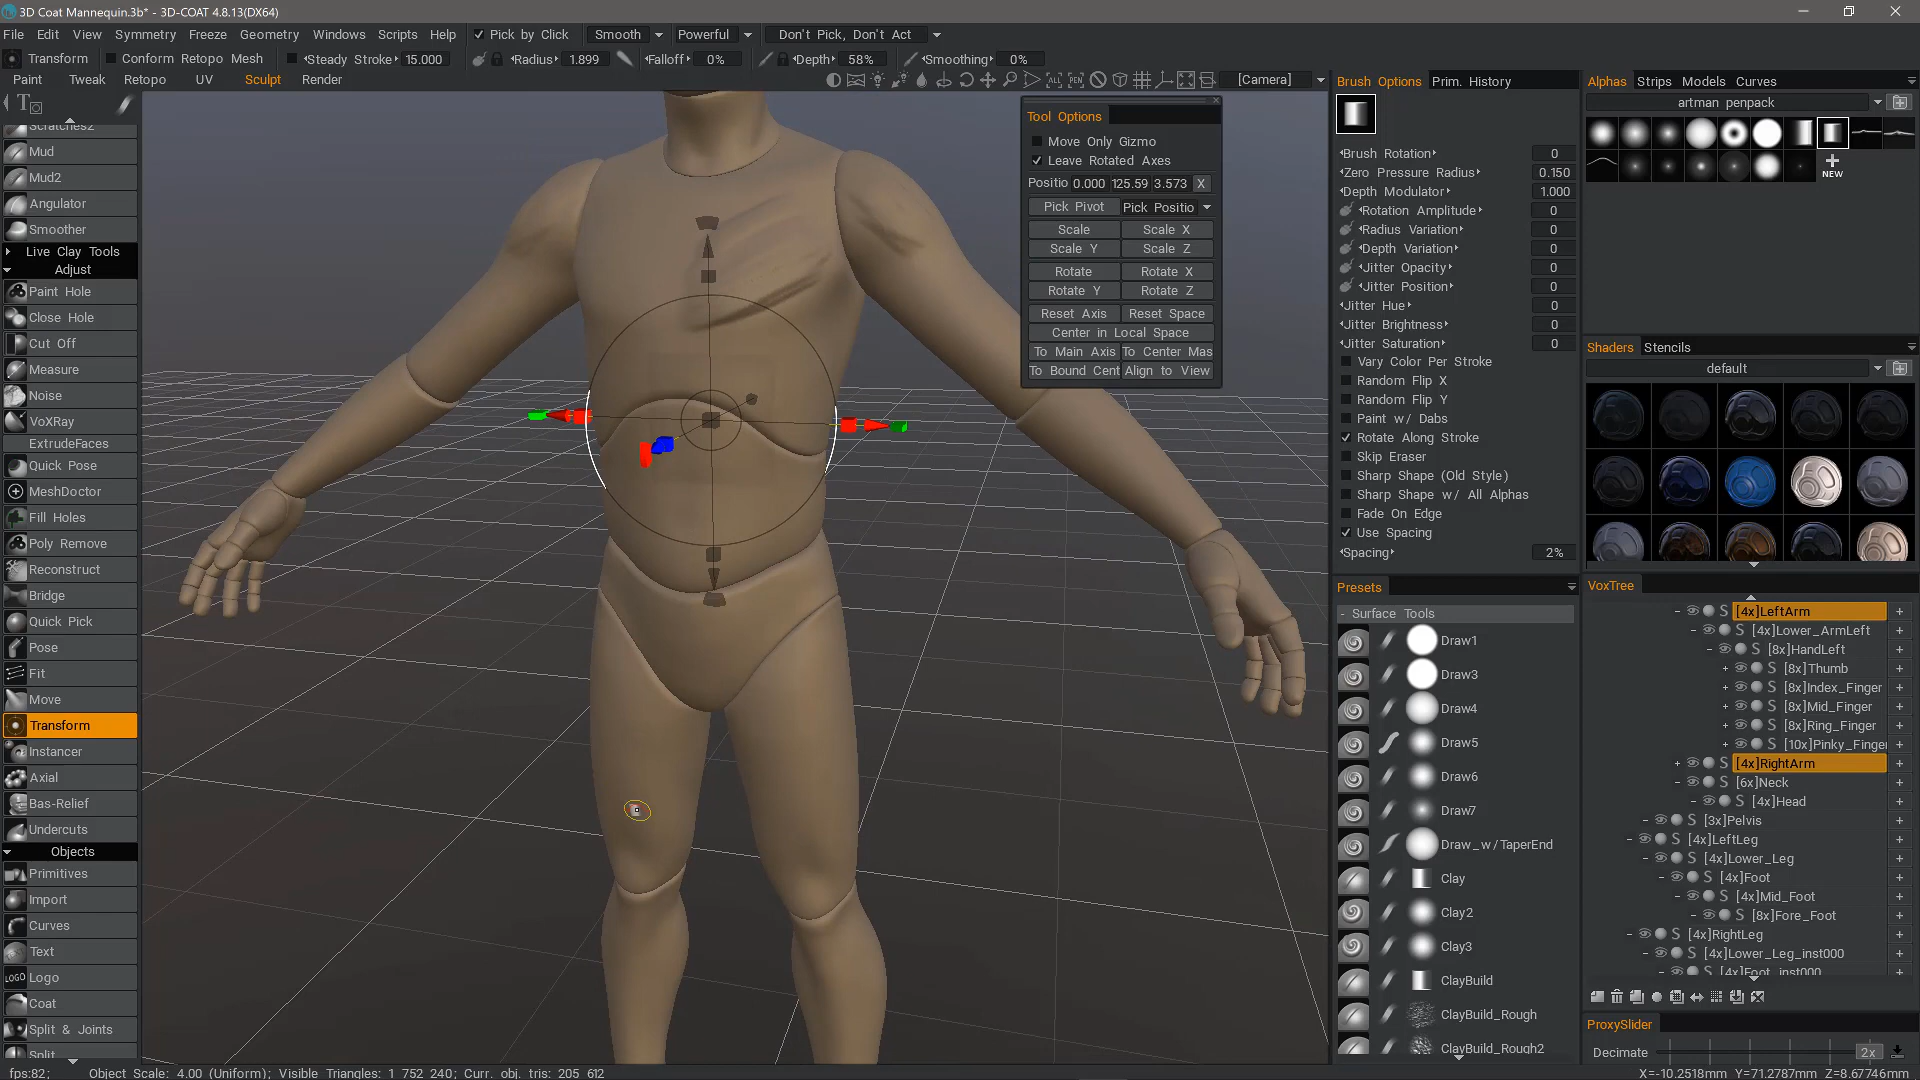 3D Coat Mannequin.3b* - 3D-COAT 4.8.13(DX64)
File Edit View Symmetry Freeze Geometry Windows Scripts Help Pick by Click Smooth Powerful Don't Pick, Don't Act
Transform Conform Retopo Mesh Steady Stroke 15.000 Radius 1.899 Falloff 0% Depth 58% Smoothing 0%
Paint Tweak Retopo UV Sculpt Render [Camera]
Scratches2
Mud
Mud2
Angulator
Smoother
Live Clay Tools
Adjust
Paint Hole
Close Hole
Cut Off
Measure
Noise
VoXRay
ExtrudeFaces
Quick Pose
MeshDoctor
Fill Holes
Poly Remove
Reconstruct
Bridge
Quick Pick
Pose
Fit
Move
Transform
Instancer
Axial
Bas-Relief
Undercuts
Objects
Primitives
Import
Curves
Text
LOGO Logo
Coat
Split & Joints
Split
Tool Options
Move Only Gizmo
Leave Rotated Axes
Positio 0.000 125.59 3.573 X
Pick Pivot Pick Positio
Scale Scale X
Scale Y Scale Z
Rotate Rotate X
Rotate Y Rotate Z
Reset Axis Reset Space
Center in Local Space
To Main Axis To Center Mas
To Bound Cent Align to View
Brush Options Prim. History
Brush Rotation 0
Zero Pressure Radius 0.150
Depth Modulator 1.000
Rotation Amplitude 0
Radius Variation 0
Depth Variation 0
Jitter Opacity 0
Jitter Position 0
Jitter Hue 0
Jitter Brightness 0
Jitter Saturation 0
Vary Color Per Stroke
Random Flip X
Random Flip Y
Paint w/ Dabs
Rotate Along Stroke
Skip Eraser
Sharp Shape (Old Style)
Sharp Shape w/ All Alphas
Fade On Edge
Use Spacing
Spacing 2%
Presets
- Surface Tools
Draw1
Draw3
Draw4
Draw5
Draw6
Draw7
Draw_w/TaperEnd
Clay
Clay2
Clay3
ClayBuild
ClayBuild_Rough
ClayBuild_Rough2
Alphas Strips Models Curves
artman penpack
NEW
Shaders Stencils
default
VoxTree
- S [4x]LeftArm +
- S [4x]Lower_ArmLeft +
- S [8x]HandLeft +
+ S [8x]Thumb +
+ S [8x]Index_Finger +
+ S [8x]Mid_Finger +
+ S [8x]Ring_Finger +
+ S [10x]Pinky_Finge +
+ S [4x]RightArm +
- S [6x]Neck +
- S [4x]Head +
- S [3x]Pelvis +
- S [4x]LeftLeg +
- S [4x]Lower_Leg +
- S [4x]Foot +
- S [4x]Mid_Foot +
- S [8x]Fore_Foot +
- S [4x]RightLeg +
- S [4x]Lower_Leg_inst000 +
- S [4x]Foot_inst000 +
ProxySlider
Decimate 2x
fps:82; Object Scale: 4.00 (Uniform); Visible Triangles: 1 752 240; Curr. obj. tris: 205 612 X=-10.2518mm Y=71.2787mm Z=8.67746mm